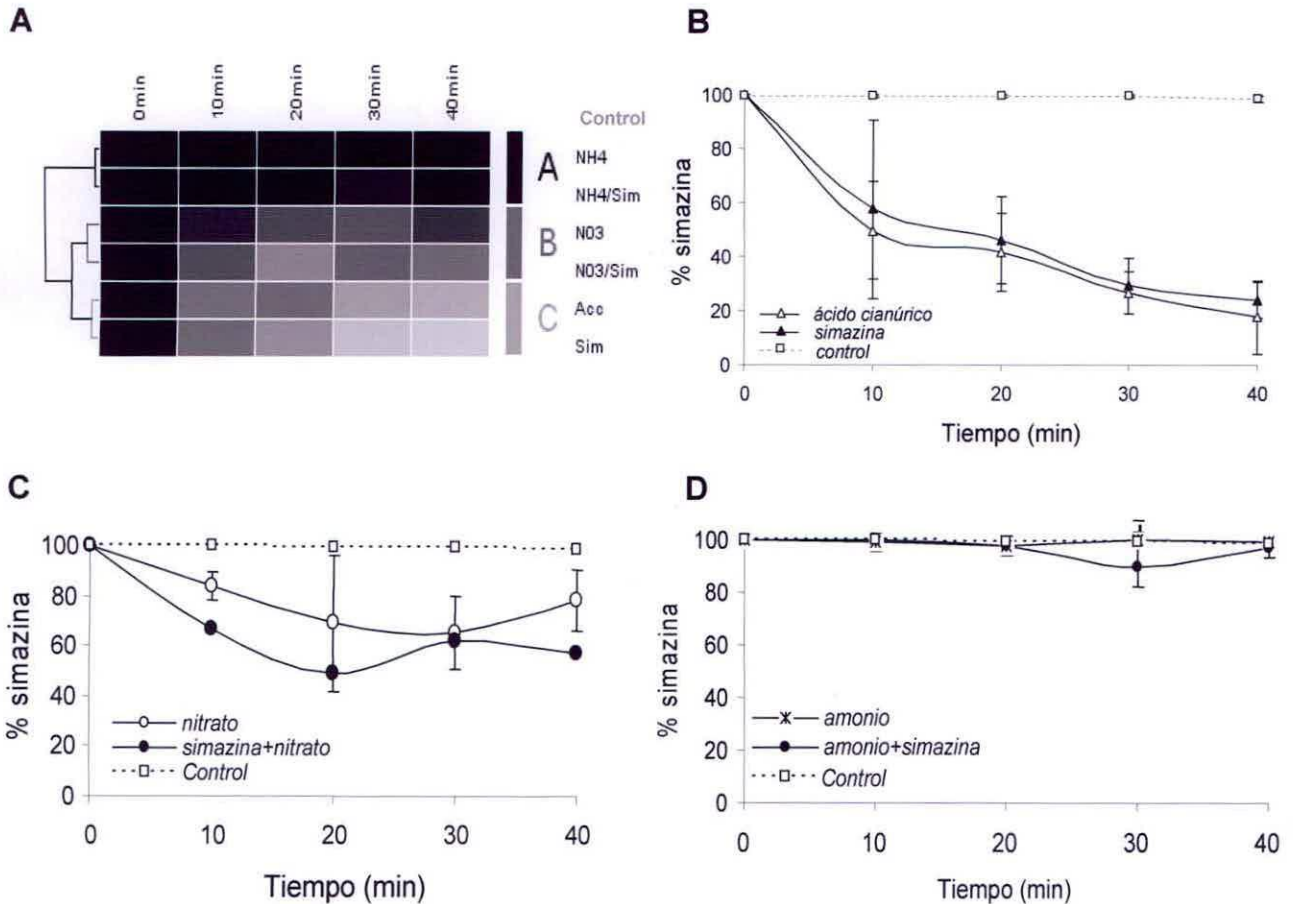 A
0min 10min 20min 30min 40min
Control
NH4
NH4/Sim
NO3
NO3/Sim
Acc
Sim
A
B
C
B
% simazina
100
80
60
40
20
0
ácido cianúrico
simazina
control
0 10 20 30 40
Tiempo (min)
C
% simazina
100
80
60
40
20
0
nitrato
simazina+nitrato
Control
0 10 20 30 40
Tiempo (min)
D
% simazina
100
80
60
40
20
0
amonio
amonio+simazina
Control
0 10 20 30 40
Tiempo (min)